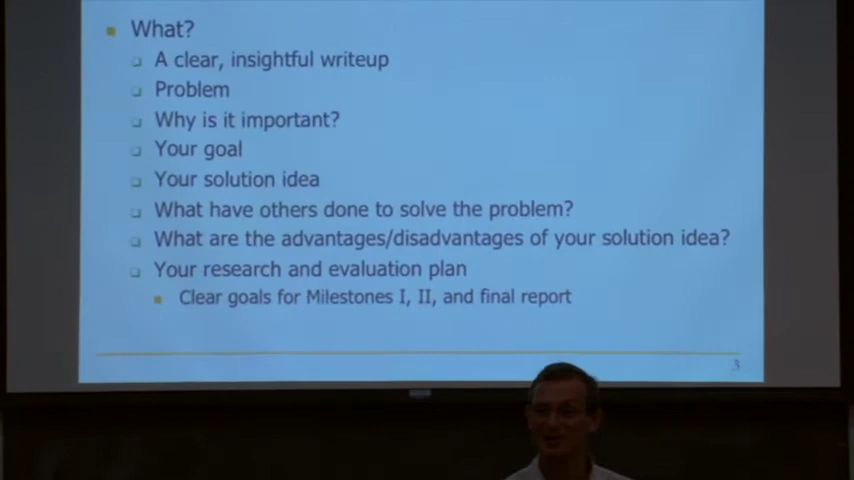 What?
A clear, insightful writeup
Problem
Why is it important?
Your goal
Your solution idea
What have others done to solve the problem?
What are the advantages/disadvantages of your solution idea?
Your research and evaluation plan
Clear goals for Milestones I, II, and final report
3